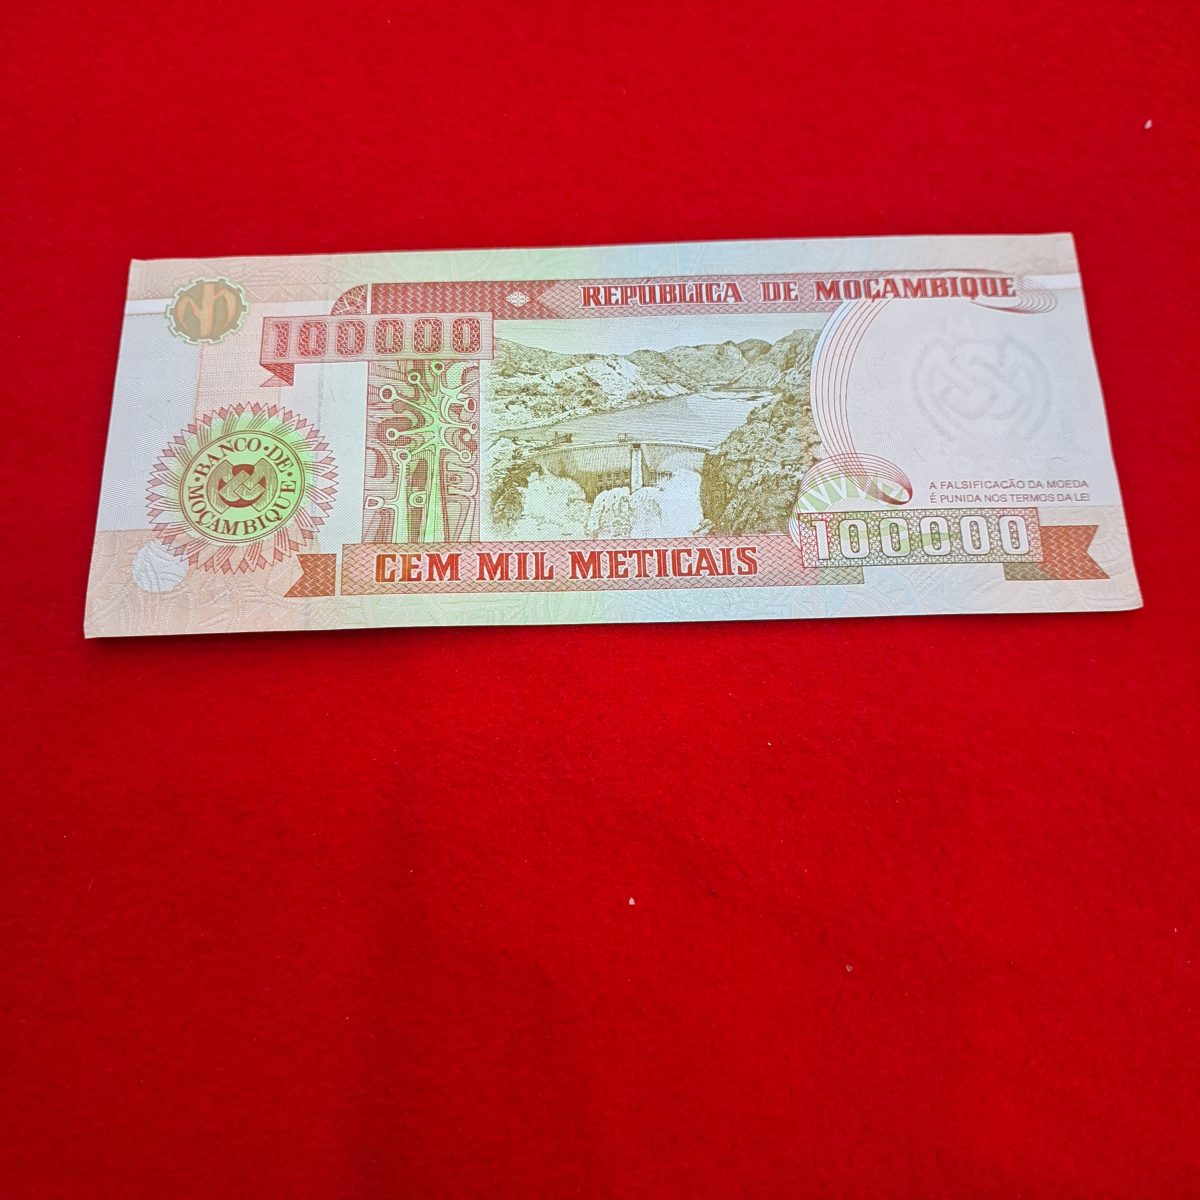 REPÚBLICA DE MOÇAMBIQUE
100000
BANCO·DE·MOÇAMBIQUE
A FALSIFICAÇÃO DA MOEDA
É PUNIDA NOS TERMOS DA LEI
100000
CEM MIL METICAIS